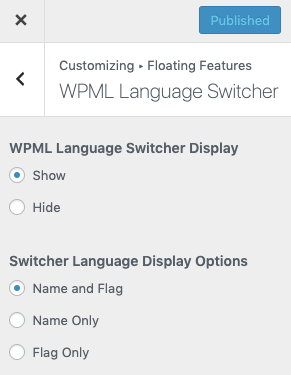 Published
Customizing ▸ Floating Features
WPML Language Switcher
WPML Language Switcher Display
Show
Hide
Switcher Language Display Options
Name and Flag
Name Only
Flag Only